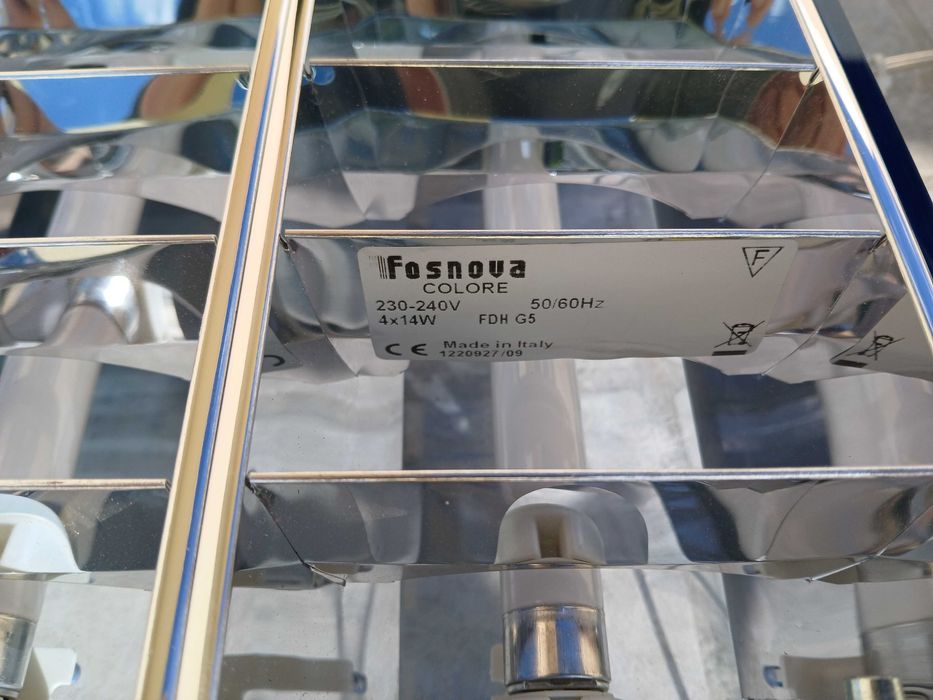 Fosnova
COLORE
230-240V 50/60Hz
4x14W FDH G5
F
CE Made in Italy
1220927/09